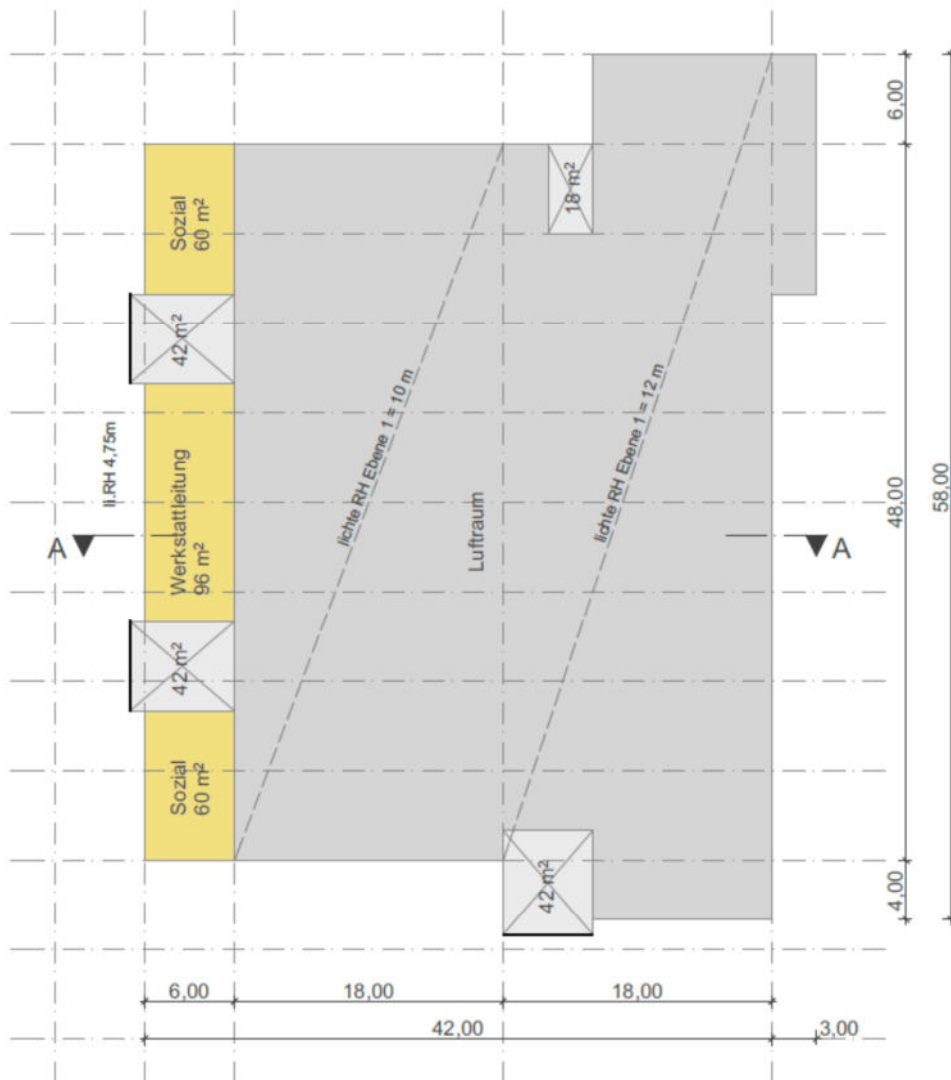 6,00
Sozial
60 m²
18 m²
42 m²
lichte RH Ebene 1 = 10 m
lichte RH Ebene 1 = 12 m
li.RH 4,75m
Werkstattleitung
96 m²
Luftraum
48,00
58,00
A
A
42 m²
Sozial
60 m²
42 m²
4,00
6,00
18,00
18,00
42,00
3,00